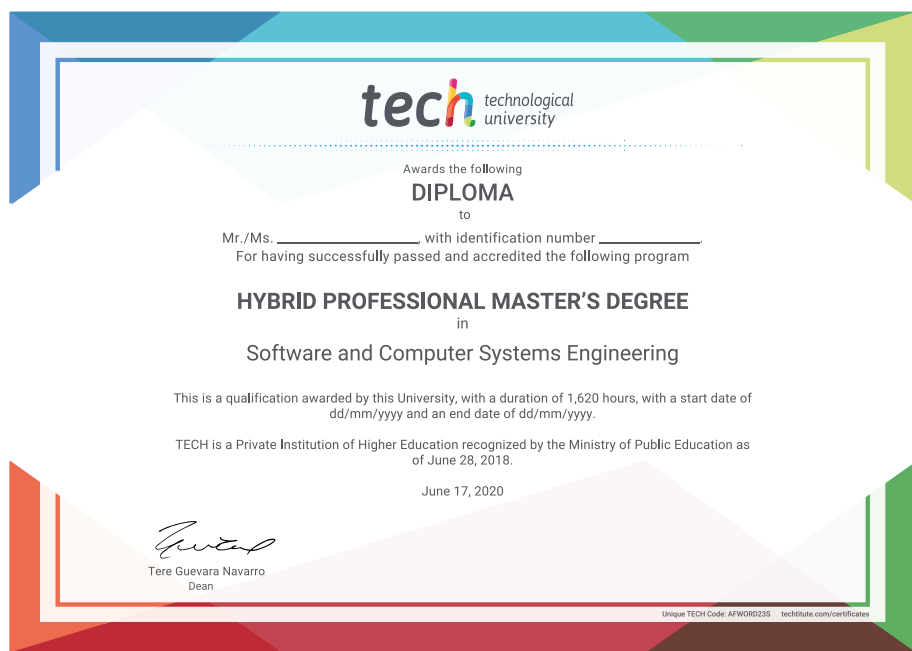 tech technological
university
Awards the following
DIPLOMA
to
Mr./Ms. ____________________, with identification number ______________.
For having successfully passed and accredited the following program
HYBRID PROFESSIONAL MASTER'S DEGREE
in
Software and Computer Systems Engineering
This is a qualification awarded by this University, with a duration of 1,620 hours, with a start date of
dd/mm/yyyy and an end date of dd/mm/yyyy.
TECH is a Private Institution of Higher Education recognized by the Ministry of Public Education as
of June 28, 2018.
June 17, 2020
Tere Guevara Navarro
Dean
Unique TECH Code: AFWORD23S techtitute.com/certificates